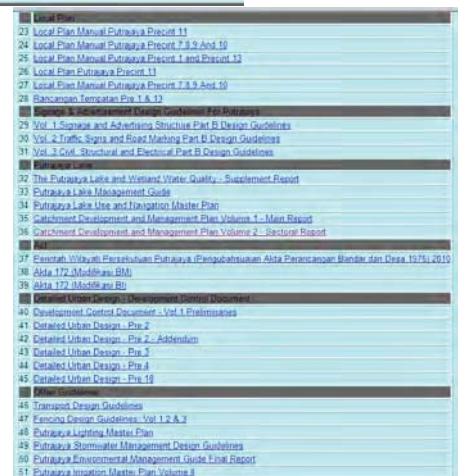 Local Plan
23 Local Plan Manual Putrajaya Precint 11
24 Local Plan Manual Putrajaya Precint 7,8,9 And 10
25 Local Plan Manual Putrajaya Precint 1 and Precint 13
26 Local Plan Putrajaya Precint 11
27 Local Plan Manual Putrajaya Precint 7,8,9 And 10
28 Rancangan Tempatan Pre 1 & 13
Signage & Advertisement Design Guidelines For Putrajaya
29 Vol. 1 Signage and Advertising Structure Part B Design Guidelines
30 Vol. 2 Traffic Signs and Road Marking Part B Design Guidelines
31 Vol. 3 Civil, Structural and Electrical Part B Design Guidelines
Putrajaya Lake
32 The Putrajaya Lake and Wetland Water Quality - Supplement Report
33 Putrajaya Lake Management Guide
34 Putrajaya Lake Use and Navigation Master Plan
35 Catchment Development and Management Plan Volume 1 - Main Report
36 Catchment Development and Management Plan Volume 2 - Sectoral Report
Act
37 Perintah Wilayah Persekutuan Putrajaya (Pengubahsuaian Akta Perancangan Bandar dan Desa 1976) 2010
38 Akta 172 (Modifikasi BM)
39 Akta 172 (Modifikasi BI)
Detailed Urban Design - Development Control Document
40 Development Control Document - Vol.1 Preliminaries
41 Detailed Urban Design - Pre 2
42 Detailed Urban Design - Pre 2 - Addendum
43 Detailed Urban Design - Pre 3
44 Detailed Urban Design - Pre 4
45 Detailed Urban Design - Pre 18
Other Guidelines
46 Transport Design Guidelines
47 Fencing Design Guidelines: Vol 1,2 & 3
48 Putrajaya Lighting Master Plan
49 Putrajaya Stormwater Management Design Guidelines
50 Putrajaya Environmental Management Guide Final Report
51 Putrajaya Irrigation Master Plan Volume II